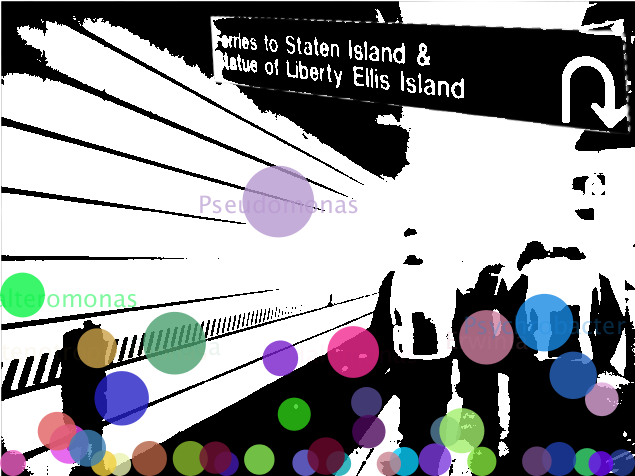 Ferries to Staten Island &
Statue of Liberty Ellis Island
Pseudomonas
alteromonas